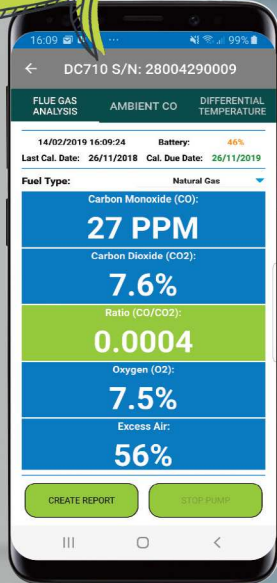 16:09 ... 99%
DC710 S/N: 28004290009
FLUE GAS ANALYSIS AMBIENT CO DIFFERENTIAL TEMPERATURE
14/02/2019 16:09:24 Battery: 46%
Last Cal. Date: 26/11/2018 Cal. Due Date: 26/11/2019
Fuel Type: Natural Gas
Carbon Monoxide (CO):
27 PPM
Carbon Dioxide (CO2):
7.6%
Ratio (CO/CO2):
0.0004
Oxygen (O2):
7.5%
Excess Air:
56%
CREATE REPORT STOP PUMP